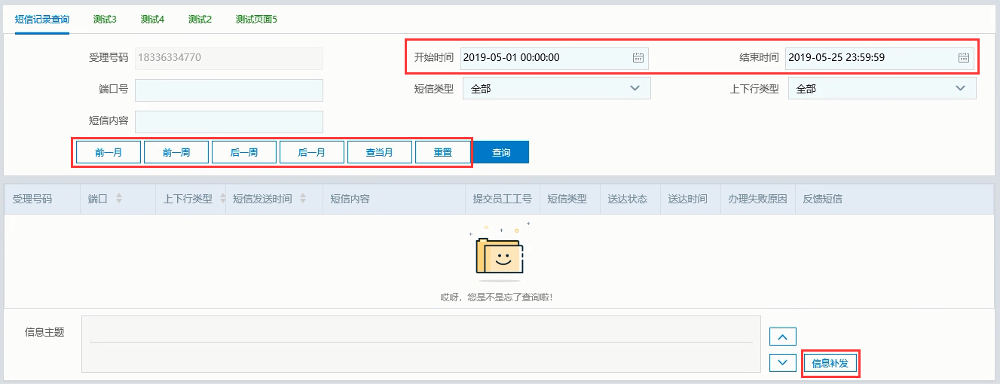 短信记录查询 测试3 测试4 测试2 测试页面5
受理号码 18336334770 开始时间 2019-05-01 00:00:00 结束时间 2019-05-25 23:59:59
端口号 短信类型 全部 上下行类型 全部
短信内容
前一月 前一周 后一周 后一月 查当月 重置 查询
受理号码 端口 上下行类型 短信发送时间 短信内容 提交员工工号 短信类型 送达状态 送达时间 办理失败原因 反馈短信
哎呀，您是不是忘了查询啦！
信息主题
信息补发